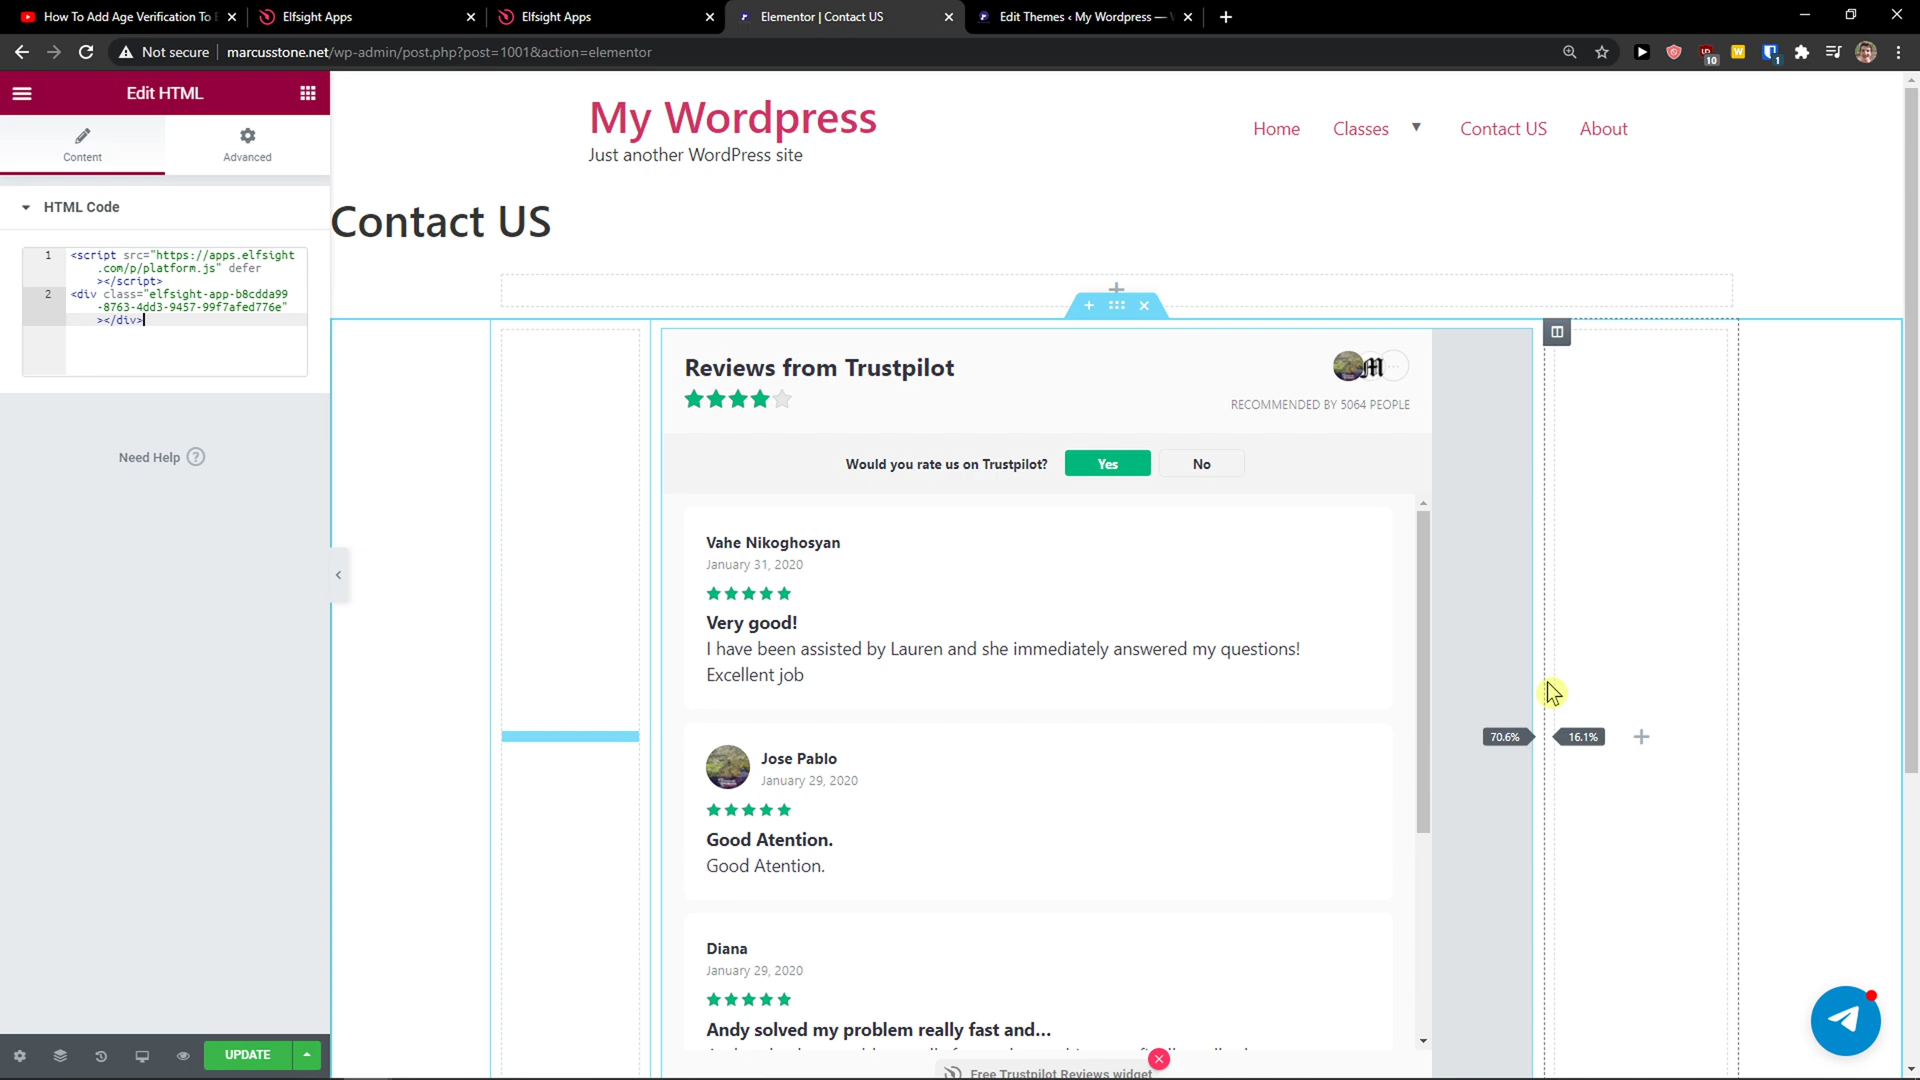 How To Add Age Verification To
Elfsight Apps
Elfsight Apps
Elementor | Contact US
Edit Themes ‹ My Wordpress —
Not secure
marcusstone.net/wp-admin/post.php?post=1001&action=elementor
10
W
1
Edit HTML
Content
Advanced
HTML Code
1 <script src="https://apps.elfsight
.com/p/platform.js" defer
></script>
2 <div class="elfsight-app-b8cdda99
-8763-4dd3-9457-99f7afed776e"
></div>
Need Help ?
UPDATE
My Wordpress
Just another WordPress site
Home
Classes
Contact US
About
Contact US
Reviews from Trustpilot
RECOMMENDED BY 5064 PEOPLE
Would you rate us on Trustpilot?
Yes
No
Vahe Nikoghosyan
January 31, 2020
Very good!
I have been assisted by Lauren and she immediately answered my questions!
Excellent job
70.6%
16.1%
Jose Pablo
January 29, 2020
Good Atention.
Good Atention.
Diana
January 29, 2020
Andy solved my problem really fast and...
Free Trustpilot Reviews widget